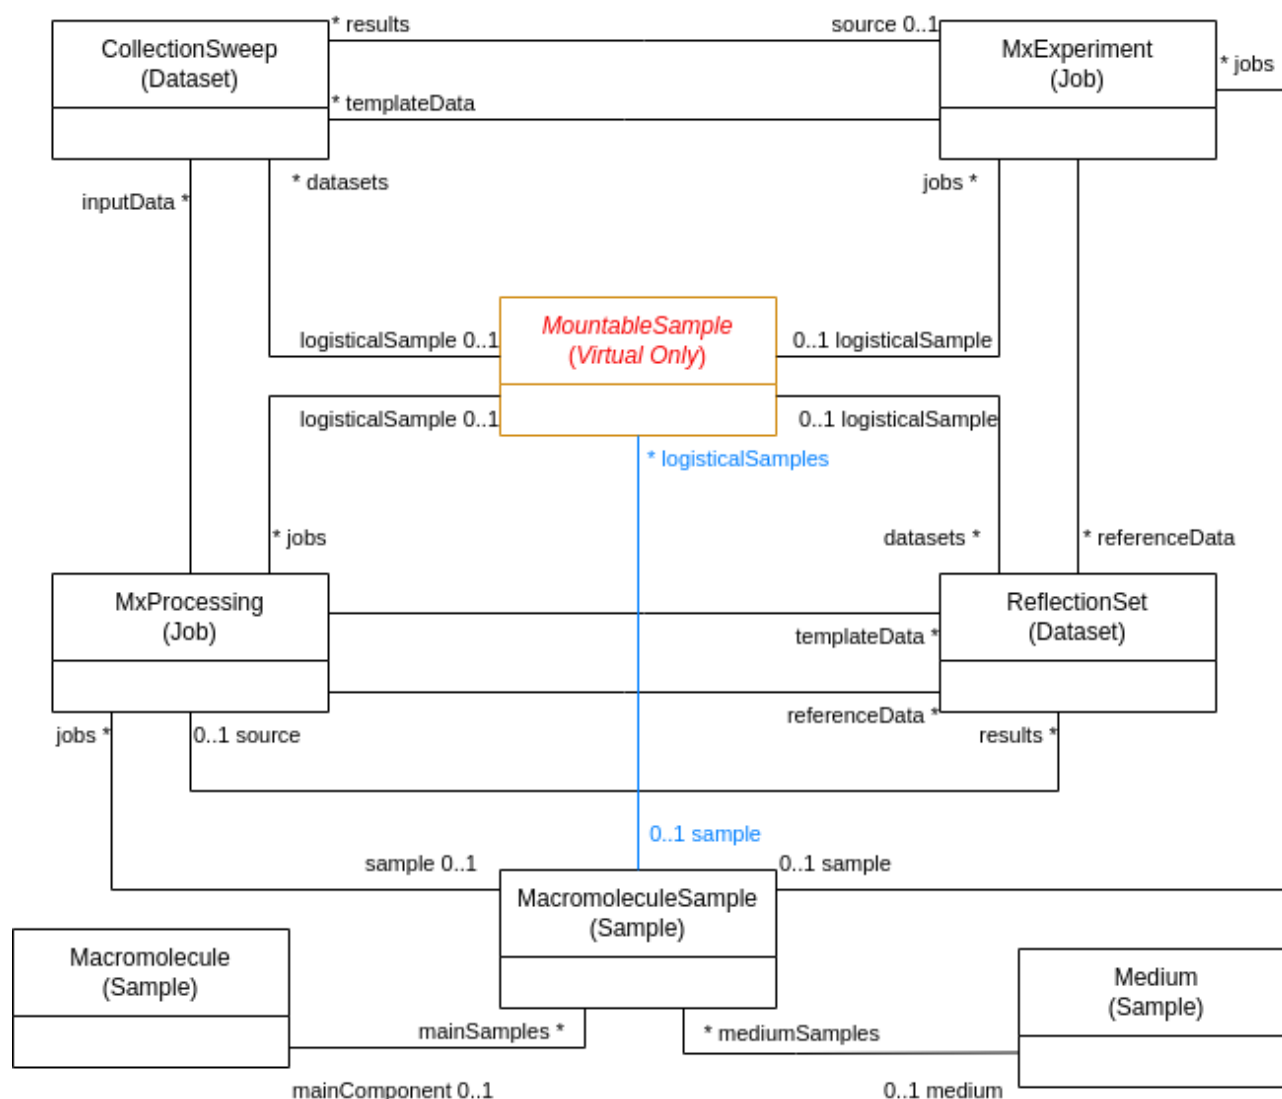 * results
source 0..1
CollectionSweep
(Dataset)
MxExperiment
(Job)
* jobs
* templateData
* datasets
jobs *
inputData *
MountableSample
(Virtual Only)
logisticalSample 0..1
0..1 logisticalSample
logisticalSample 0..1
0..1 logisticalSample
* logisticalSamples
* jobs
datasets *
* referenceData
MxProcessing
(Job)
ReflectionSet
(Dataset)
templateData *
referenceData *
jobs *
0..1 source
results *
0..1 sample
sample 0..1
0..1 sample
MacromoleculeSample
(Sample)
Macromolecule
(Sample)
Medium
(Sample)
mainSamples *
* mediumSamples
mainComponent 0..1
0..1 medium